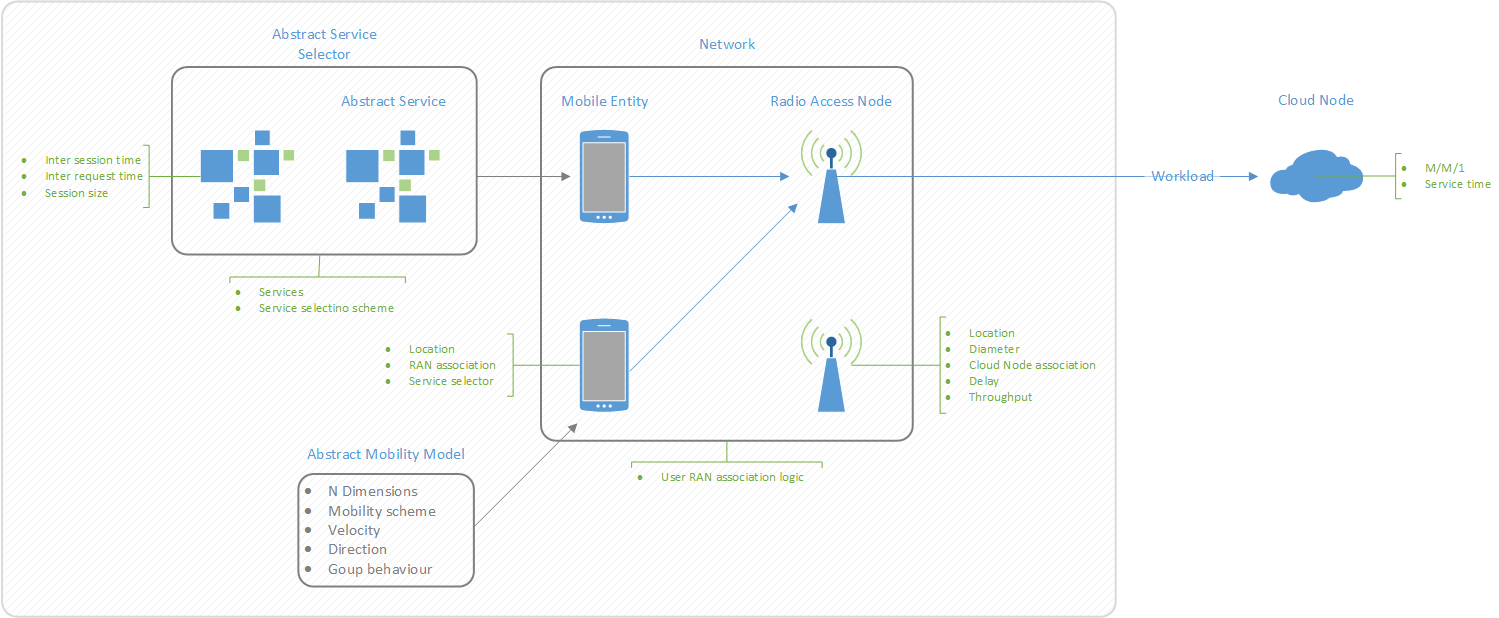 Abstract Service
Selector
Network
Abstract Service
Mobile Entity
Radio Access Node
Cloud Node
Inter session time
Inter request time
Session size
Workload
M/M/1
Service time
Services
Service selectino scheme
Location
RAN association
Service selector
Location
Diameter
Cloud Node association
Delay
Throughput
Abstract Mobility Model
User RAN association logic
N Dimensions
Mobility scheme
Velocity
Direction
Goup behaviour